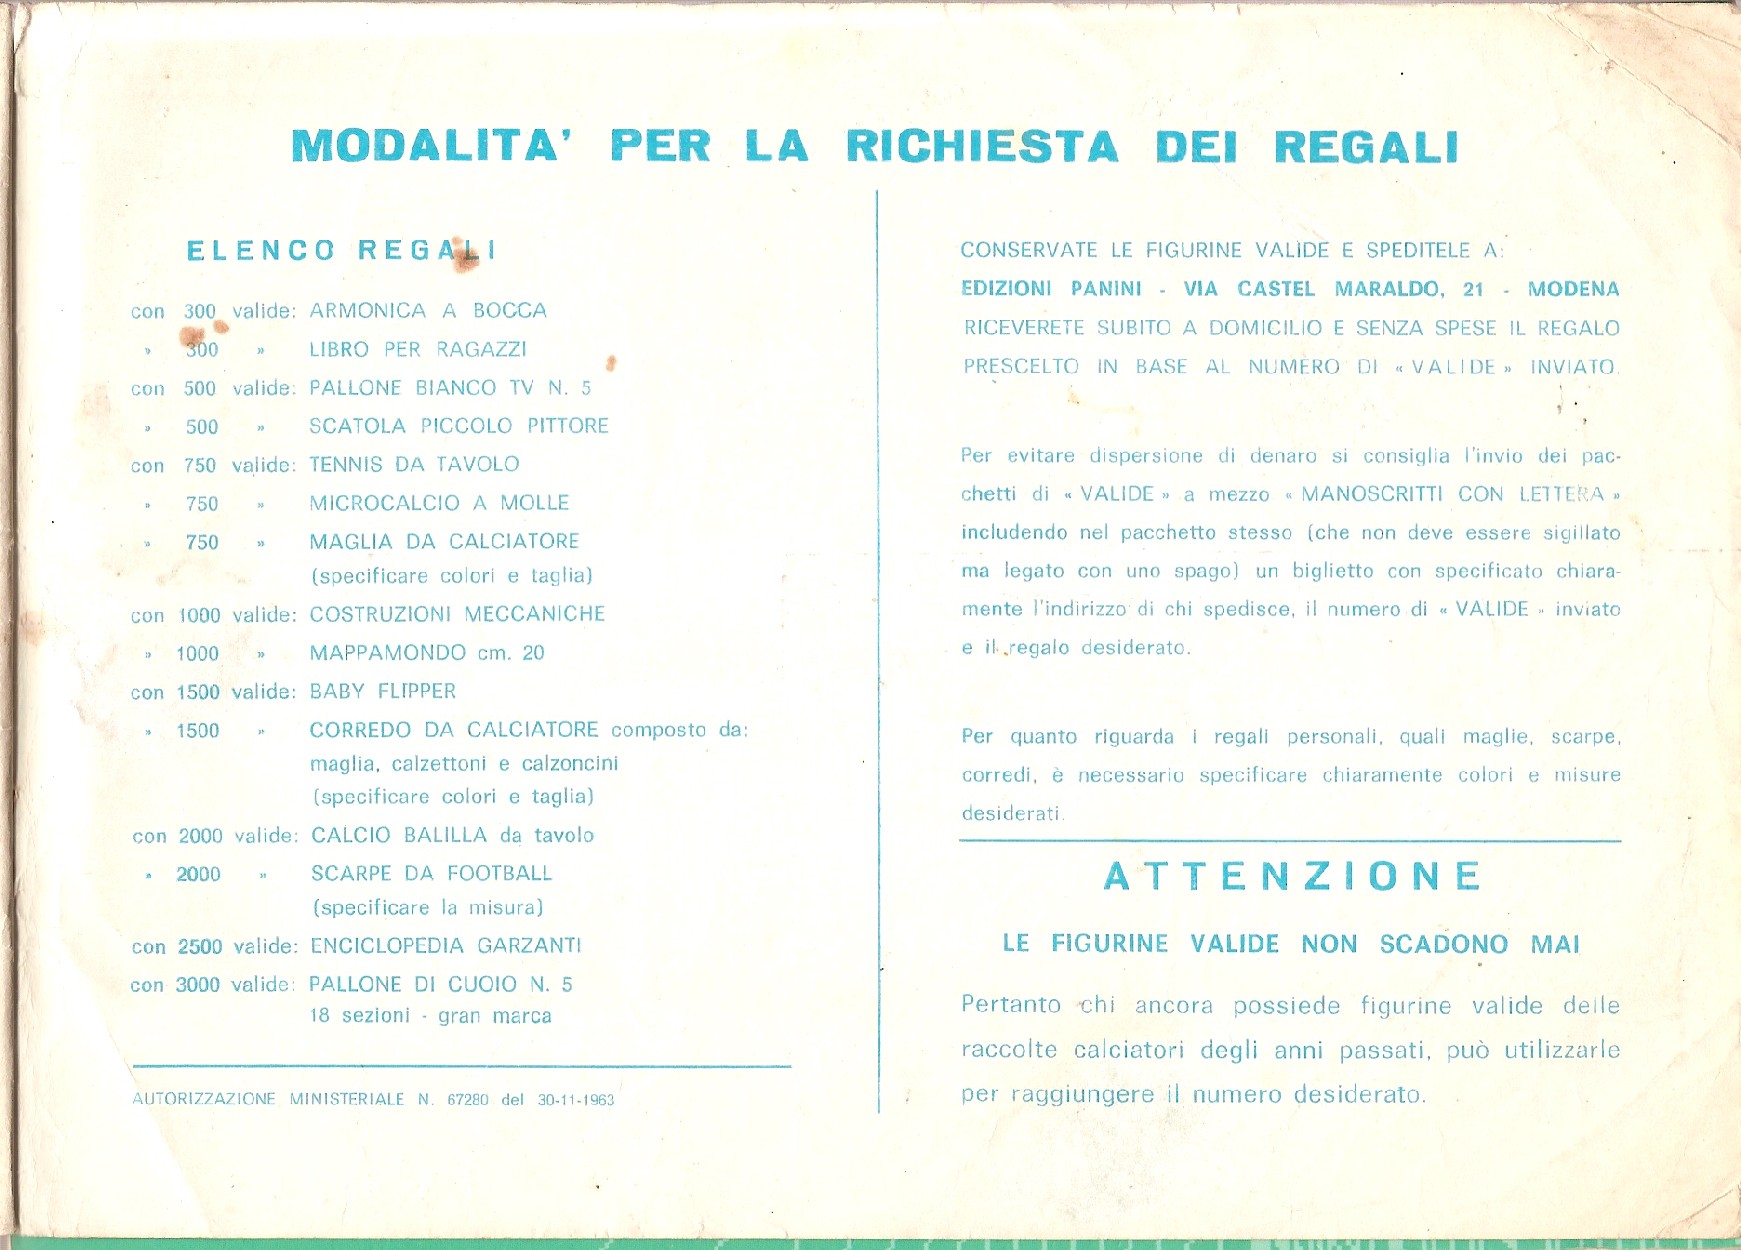 MODALITA' PER LA RICHIESTA DEI REGALI
ELENCO REGALI
con 300 valide: ARMONICA A BOCCA
» 300 » LIBRO PER RAGAZZI
con 500 valide: PALLONE BIANCO TV N. 5
» 500 » SCATOLA PICCOLO PITTORE
con 750 valide: TENNIS DA TAVOLO
» 750 » MICROCALCIO A MOLLE
» 750 » MAGLIA DA CALCIATORE
(specificare colori e taglia)
con 1000 valide: COSTRUZIONI MECCANICHE
» 1000 » MAPPAMONDO cm. 20
con 1500 valide: BABY FLIPPER
» 1500 » CORREDO DA CALCIATORE composto da:
maglia, calzettoni e calzoncini
(specificare colori e taglia)
con 2000 valide: CALCIO BALILLA da tavolo
» 2000 » SCARPE DA FOOTBALL
(specificare la misura)
con 2500 valide: ENCICLOPEDIA GARZANTI
con 3000 valide: PALLONE DI CUOIO N. 5
18 sezioni - gran marca
AUTORIZZAZIONE MINISTERIALE N. 67280 del 30-11-1963
CONSERVATE LE FIGURINE VALIDE E SPEDITELE A:
EDIZIONI PANINI - VIA CASTEL MARALDO, 21 - MODENA
RICEVERETE SUBITO A DOMICILIO E SENZA SPESE IL REGALO
PRESCELTO IN BASE AL NUMERO DI « VALIDE » INVIATO.
Per evitare dispersione di denaro si consiglia l'invio dei pac-
chetti di « VALIDE » a mezzo « MANOSCRITTI CON LETTERA »
includendo nel pacchetto stesso (che non deve essere sigillato
ma legato con uno spago) un biglietto con specificato chiara-
mente l'indirizzo di chi spedisce, il numero di « VALIDE » inviato
e il regalo desiderato.
Per quanto riguarda i regali personali, quali maglie, scarpe,
corredi, è necessario specificare chiaramente colori e misure
desiderati.
ATTENZIONE
LE FIGURINE VALIDE NON SCADONO MAI
Pertanto chi ancora possiede figurine valide delle
raccolte calciatori degli anni passati, può utilizzarle
per raggiungere il numero desiderato.